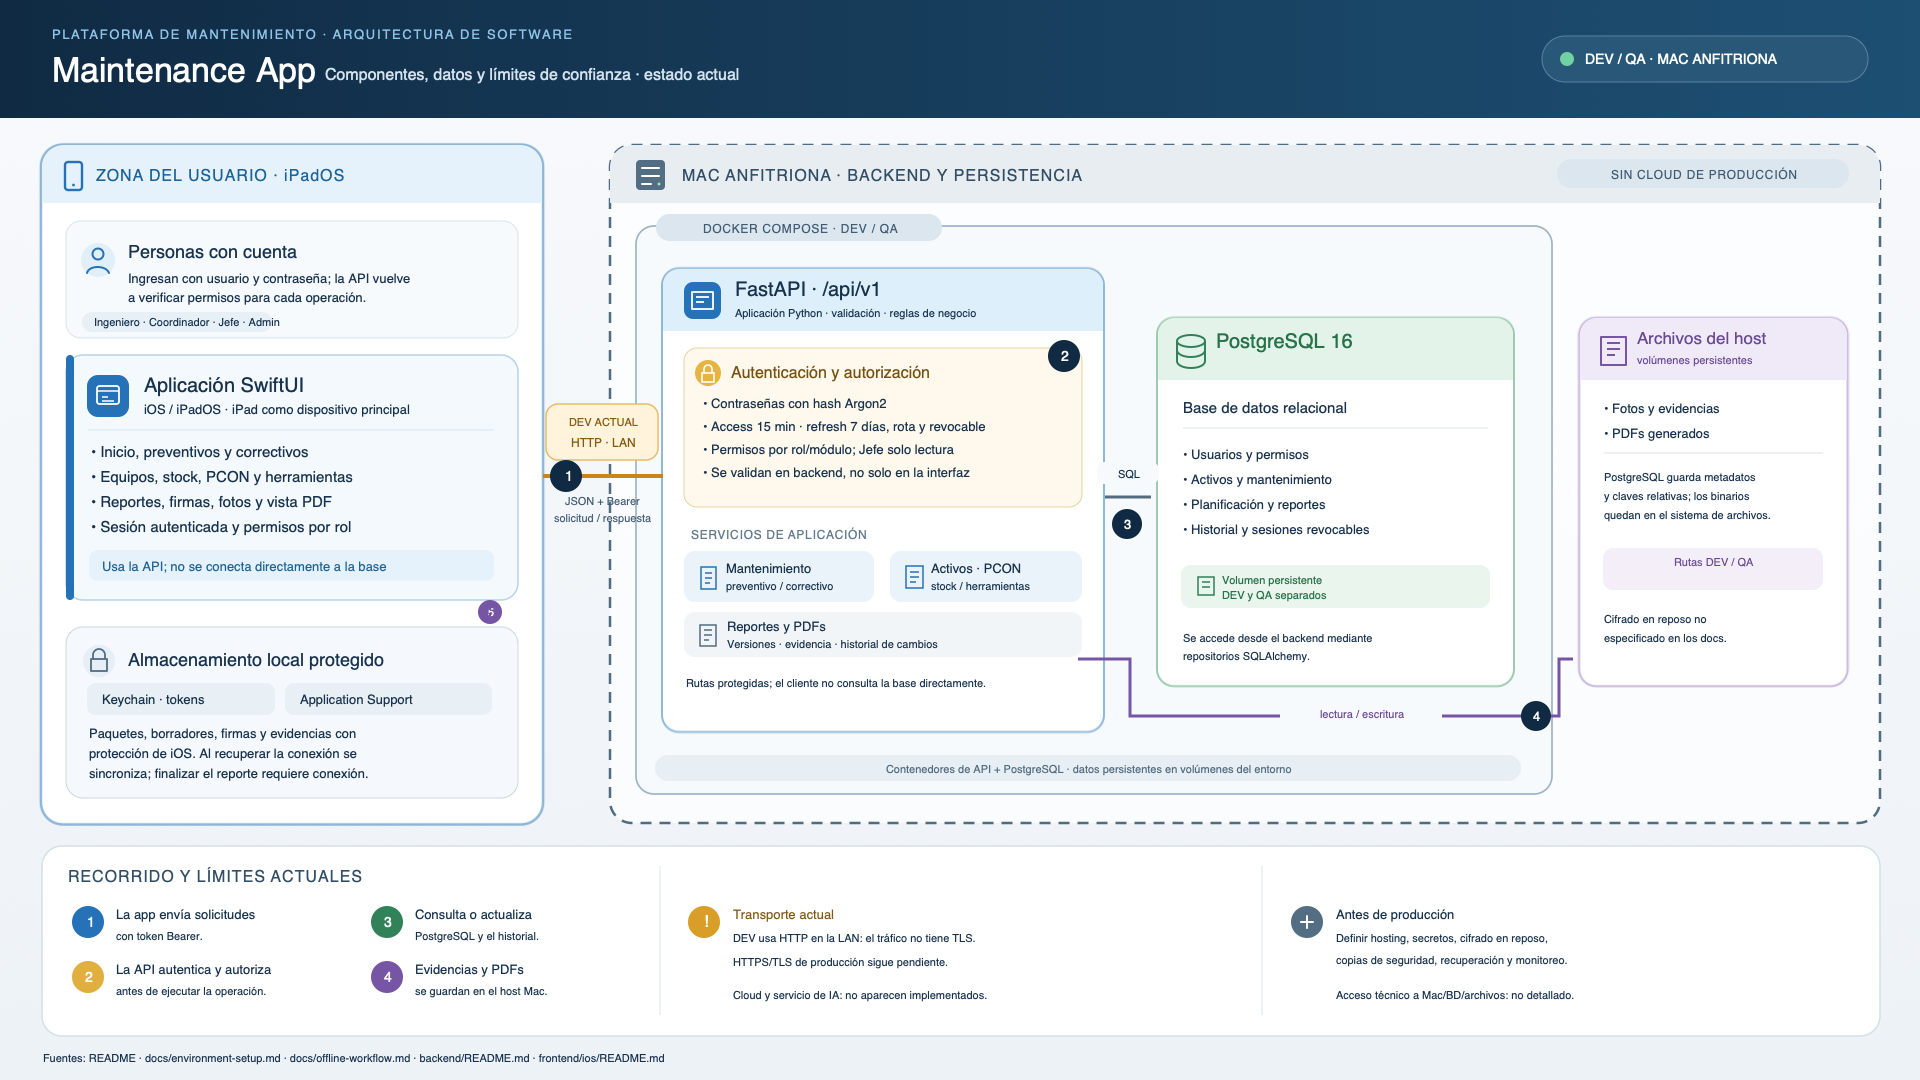 PLATAFORMA DE MANTENIMIENTO · ARQUITECTURA DE SOFTWARE
Maintenance App Componentes, datos y límites de confianza · estado actual
DEV / QA · MAC ANFITRIONA
ZONA DEL USUARIO · iPadOS
Personas con cuenta
Ingresan con usuario y contraseña; la API vuelve
a verificar permisos para cada operación.
Ingeniero · Coordinador · Jefe · Admin
Aplicación SwiftUI
iOS / iPadOS · iPad como dispositivo principal
• Inicio, preventivos y correctivos
• Equipos, stock, PCON y herramientas
• Reportes, firmas, fotos y vista PDF
• Sesión autenticada y permisos por rol
Usa la API; no se conecta directamente a la base
Almacenamiento local protegido
Keychain · tokens
Application Support
Paquetes, borradores, firmas y evidencias con
protección de iOS. Al recuperar la conexión se
sincroniza; finalizar el reporte requiere conexión.
DEV ACTUAL
HTTP · LAN
1
JSON + Bearer
solicitud / respuesta
MAC ANFITRIONA · BACKEND Y PERSISTENCIA
SIN CLOUD DE PRODUCCIÓN
DOCKER COMPOSE · DEV / QA
FastAPI · /api/v1
Aplicación Python · validación · reglas de negocio
2
Autenticación y autorización
• Contraseñas con hash Argon2
• Access 15 min · refresh 7 días, rota y revocable
• Permisos por rol/módulo; Jefe solo lectura
• Se validan en backend, no solo en la interfaz
SERVICIOS DE APLICACIÓN
Mantenimiento
preventivo / correctivo
Activos · PCON
stock / herramientas
Reportes y PDFs
Versiones · evidencia · historial de cambios
Rutas protegidas; el cliente no consulta la base directamente.
SQL
3
PostgreSQL 16
Base de datos relacional
• Usuarios y permisos
• Activos y mantenimiento
• Planificación y reportes
• Historial y sesiones revocables
Volumen persistente
DEV y QA separados
Se accede desde el backend mediante
repositorios SQLAlchemy.
lectura / escritura
4
Contenedores de API + PostgreSQL · datos persistentes en volúmenes del entorno
Archivos del host
volúmenes persistentes
• Fotos y evidencias
• PDFs generados
PostgreSQL guarda metadatos
y claves relativas; los binarios
quedan en el sistema de archivos.
Rutas DEV / QA
Cifrado en reposo no
especificado en los docs.
RECORRIDO Y LÍMITES ACTUALES
1
La app envía solicitudes
con token Bearer.
2
La API autentica y autoriza
antes de ejecutar la operación.
3
Consulta o actualiza
PostgreSQL y el historial.
4
Evidencias y PDFs
se guardan en el host Mac.
!
Transporte actual
DEV usa HTTP en la LAN: el tráfico no tiene TLS.
HTTPS/TLS de producción sigue pendiente.
Cloud y servicio de IA: no aparecen implementados.
Antes de producción
Definir hosting, secretos, cifrado en reposo,
copias de seguridad, recuperación y monitoreo.
Acceso técnico a Mac/BD/archivos: no detallado.
Fuentes: README · docs/environment-setup.md · docs/offline-workflow.md · backend/README.md · frontend/ios/README.md